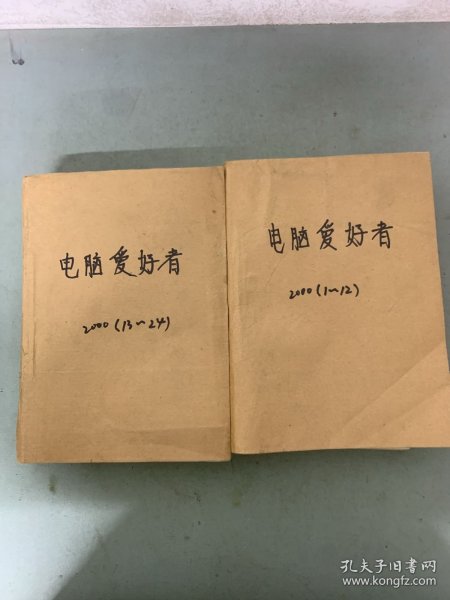 电脑爱好者
2000(13~24)
电脑爱好者
2000(1~12)
孔夫子旧书网
www.kongfz.com